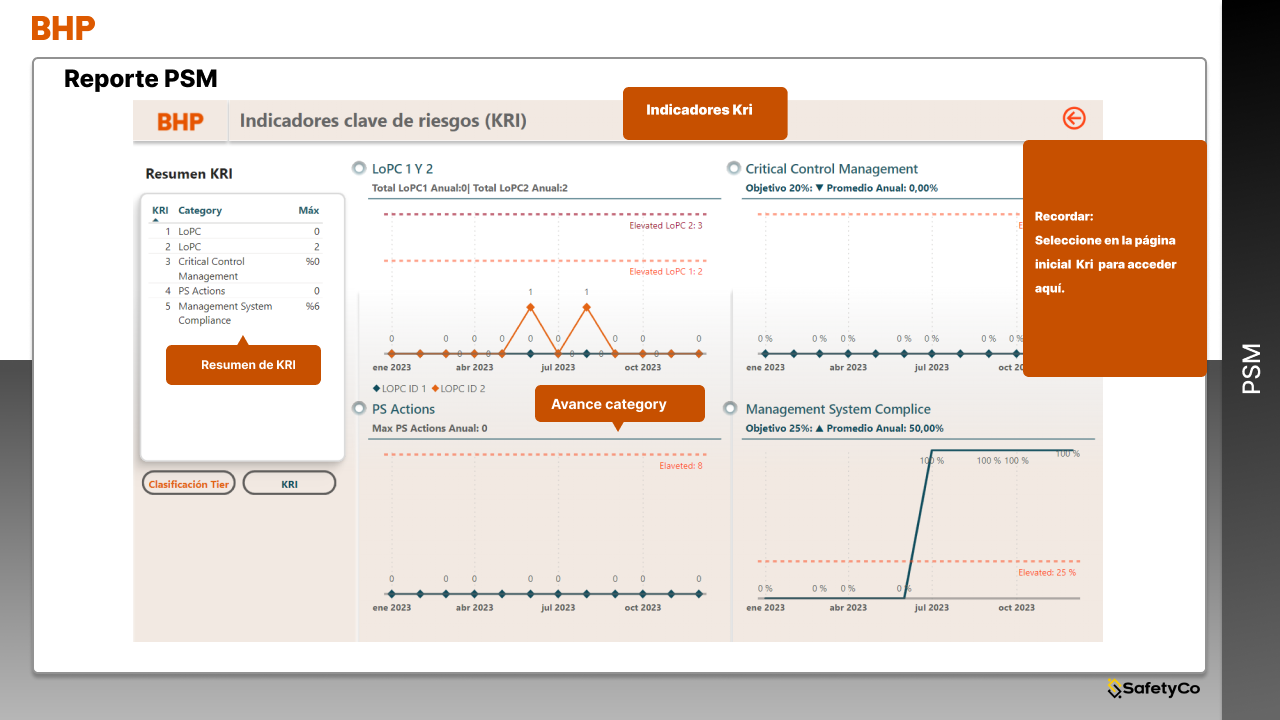 BHP
Reporte PSM
BHP
Indicadores clave de riesgos (KRI)
Indicadores Kri
Recordar:
Seleccione en la página
inicial Kri para acceder
aquí.
Resumen KRI
KRI Category Máx
1 LoPC 0
2 LoPC 2
3 Critical Control %0
Management
4 PS Actions 0
5 Management System %6
Compliance
Resumen de KRI
Clasificación Tier
KRI
LoPC 1 Y 2
Total LoPC1 Anual:0| Total LoPC2 Anual:2
Elevated LoPC 2: 3
Elevated LoPC 1: 2
1 1
0 0 0 0 0 0 0
0 0 0 0
ene 2023 abr 2023 jul 2023 oct 2023
LOPC ID 1 LOPC ID 2
Critical Control Management
Objetivo 20%: ▼ Promedio Anual: 0,00%
E
0 % 0 % 0 % 0 % 0 % 0 % 0 %
ene 2023 abr 2023 jul 2023 oct 2023
Avance category
PS Actions
Max PS Actions Anual: 0
Elaveted: 8
0 0 0 0 0 0 0
ene 2023 abr 2023 jul 2023 oct 2023
Management System Complice
Objetivo 25%: ▲ Promedio Anual: 50,00%
100 %
100 % 100 % 100 %
Elevated: 25 %
0 % 0 % 0 % 0 %
ene 2023 abr 2023 jul 2023 oct 2023
PSM
SafetyCo